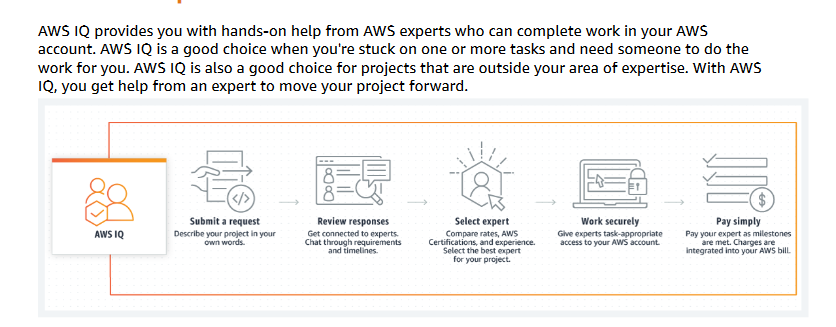 AWS IQ provides you with hands-on help from AWS experts who can complete work in your AWS
account. AWS IQ is a good choice when you're stuck on one or more tasks and need someone to do the
work for you. AWS IQ is also a good choice for projects that are outside your area of expertise. With AWS
IQ, you get help from an expert to move your project forward.
AWS IQ
Submit a request
Describe your project in your
own words.
Review responses
Get connected to experts.
Chat through requirements
and timelines.
Select expert
Compare rates, AWS
Certifications, and experience.
Select the best expert
for your project.
Work securely
Give experts task-appropriate
access to your AWS account.
Pay simply
Pay your expert as milestones
are met. Charges are
integrated into your AWS bill.